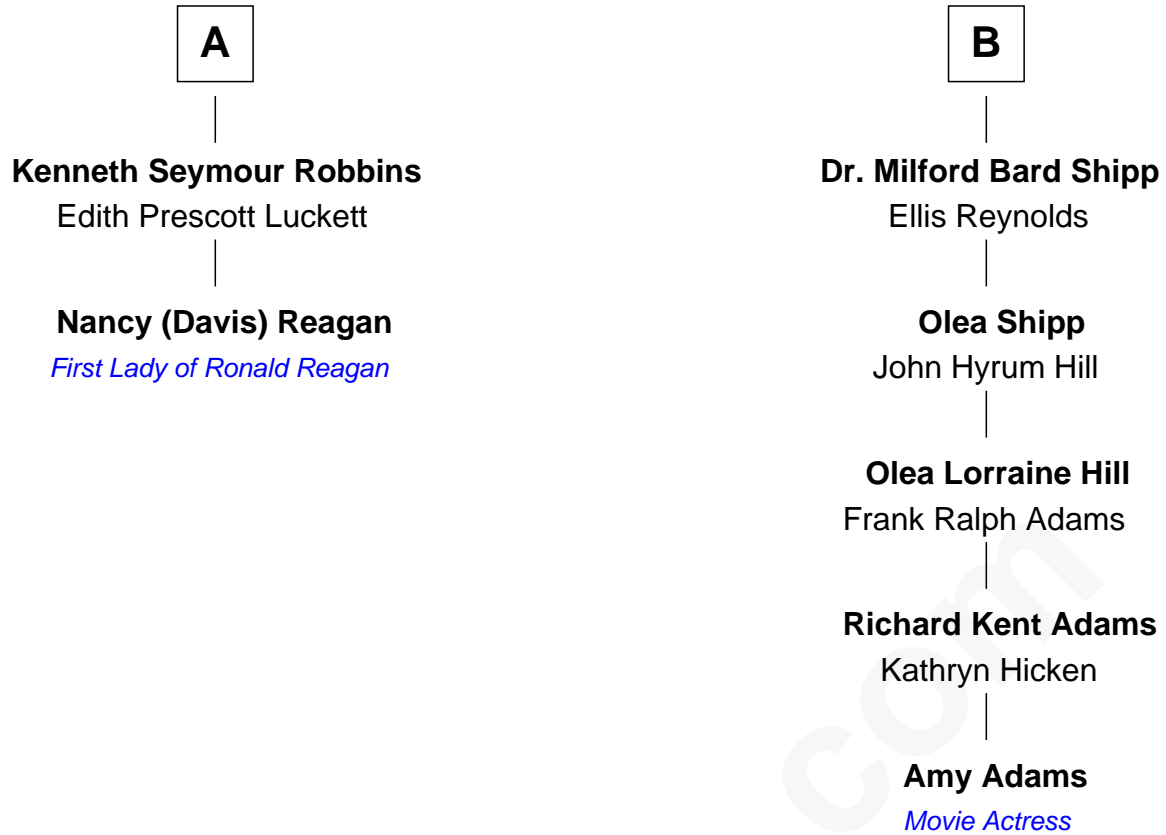 A
Kenneth Seymour Robbins
Edith Prescott Luckett
Nancy (Davis) Reagan
First Lady of Ronald Reagan
B
Dr. Milford Bard Shipp
Ellis Reynolds
Olea Shipp
John Hyrum Hill
Olea Lorraine Hill
Frank Ralph Adams
Richard Kent Adams
Kathryn Hicken
Amy Adams
Movie Actress
com